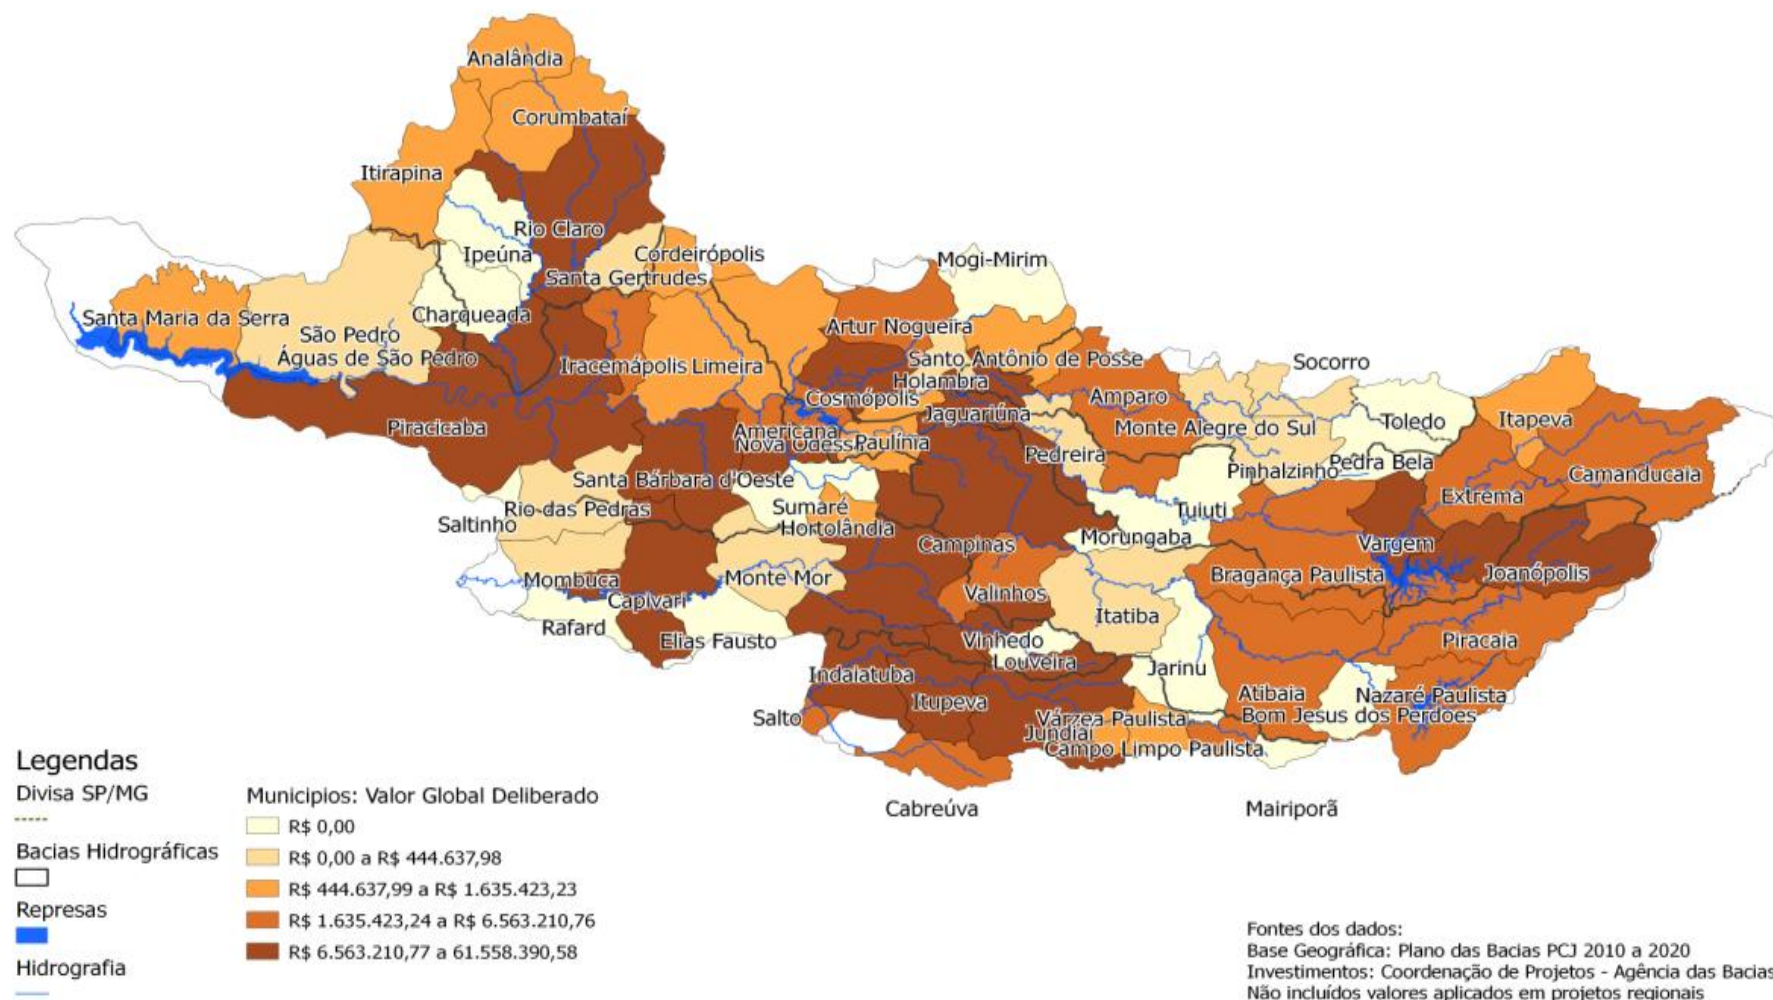 Analândia
Corumbataí
Itirapina
Rio Claro
Ipeúna
Cordeirópolis
Santa Gertrudes
Mogi-Mirim
Santa Maria da Serra
Charqueada
São Pedro
Artur Nogueira
Águas de São Pedro
Iracemápolis
Limeira
Santo Antônio de Posse
Socorro
Holambra
Cosmópolis
Amparo
Jaguariúna
Toledo
Itapeva
Piracicaba
Americana
Nova Odessa
Paulínia
Monte Alegre do Sul
Pedreira
Pinhalzinho
Pedra Bela
Santa Bárbara d'Oeste
Camanducaia
Extrema
Rio das Pedras
Sumaré
Tuiuti
Saltinho
Hortolândia
Campinas
Morungaba
Vargem
Mombuca
Monte Mor
Bragança Paulista
Joanópolis
Capivari
Valinhos
Itatiba
Rafard
Elias Fausto
Vinhedo
Piracaia
Louveira
Jarinu
Indaiatuba
Itupeva
Atibaia
Nazaré Paulista
Salto
Várzea Paulista
Bom Jesus dos Perdoes
Jundiaí
Campo Limpo Paulista
Cabreúva
Mairiporã
Legendas
Divisa SP/MG
Bacias Hidrográficas
Represas
Hidrografia
Municipios: Valor Global Deliberado
R$ 0,00
R$ 0,00 a R$ 444.637,98
R$ 444.637,99 a R$ 1.635.423,23
R$ 1.635.423,24 a R$ 6.563.210,76
R$ 6.563.210,77 a 61.558.390,58
Fontes dos dados:
Base Geográfica: Plano das Bacias PCJ 2010 a 2020
Investimentos: Coordenação de Projetos - Agência das Bacias
Não incluídos valores aplicados em projetos regionais